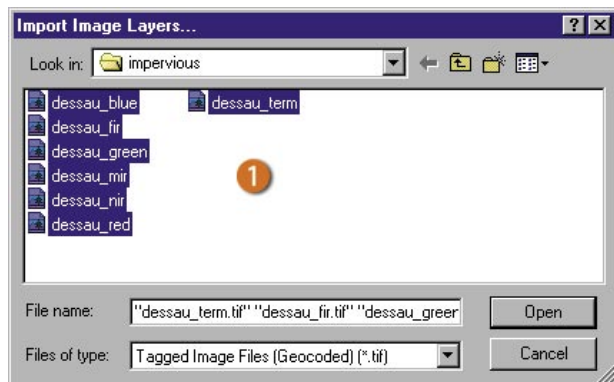 Import Image Layers...
Look in: impervious
dessau_blue dessau_term
dessau_fir
dessau_green
dessau_mir
dessau_nir
dessau_red
1
File name: "dessau_term.tif" "dessau_fir.tif" "dessau_greer Open
Files of type: Tagged Image Files (Geocoded) (*.tif) Cancel